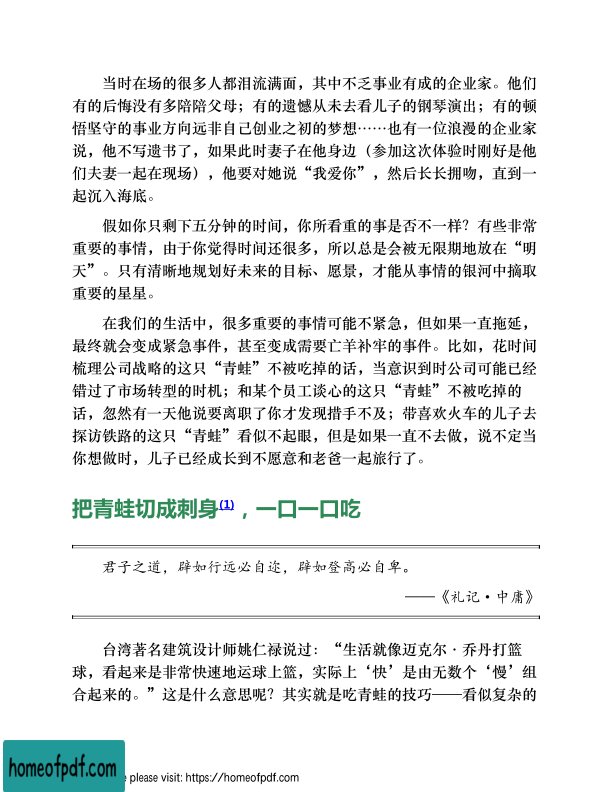 当时在场的很多人都泪流满面，其中不乏事业有成的企业家。他们
有的后悔没有多陪陪父母；有的遗憾从未去看儿子的钢琴演出；有的顿
悟坚守的事业方向远非自己创业之初的梦想……也有一位浪漫的企业家
说，他不写遗书了，如果此时妻子在他身边（参加这次体验时刚好是他
们夫妻一起在现场），他要对她说“我爱你”，然后长长拥吻，直到一
起沉入海底。
假如你只剩下五分钟的时间，你所看重的事是否不一样？有些非常
重要的事情，由于你觉得时间还很多，所以总是会被无限期地放在“明
天”。只有清晰地规划好未来的目标、愿景，才能从事情的银河中摘取
重要的星星。
在我们的生活中，很多重要的事情可能不紧急，但如果一直拖延，
最终就会变成紧急事件，甚至变成需要亡羊补牢的事件。比如，花时间
梳理公司战略的这只“青蛙”不被吃掉的话，当意识到时公司可能已经
错过了市场转型的时机；和某个员工谈心的这只“青蛙”不被吃掉的
话，忽然有一天他说要离职了你才发现措手不及；带喜欢火车的儿子去
探访铁路的这只“青蛙”看似不起眼，但是如果一直不去做，说不定当
你想做时，儿子已经成长到不愿意和老爸一起旅行了。
把青蛙切成刺身(1)，一口一口吃
君子之道，辟如行远必自迩，辟如登高必自卑。
——《礼记·中庸》
台湾著名建筑设计师姚仁禄说过：“生活就像迈克尔·乔丹打篮
球，看起来是非常快速地运球上篮，实际上‘快’是由无数个‘慢’组
合起来的。”这是什么意思呢？其实就是吃青蛙的技巧——看似复杂的
homeofpdf.com
e please visit: https://homeofpdf.com